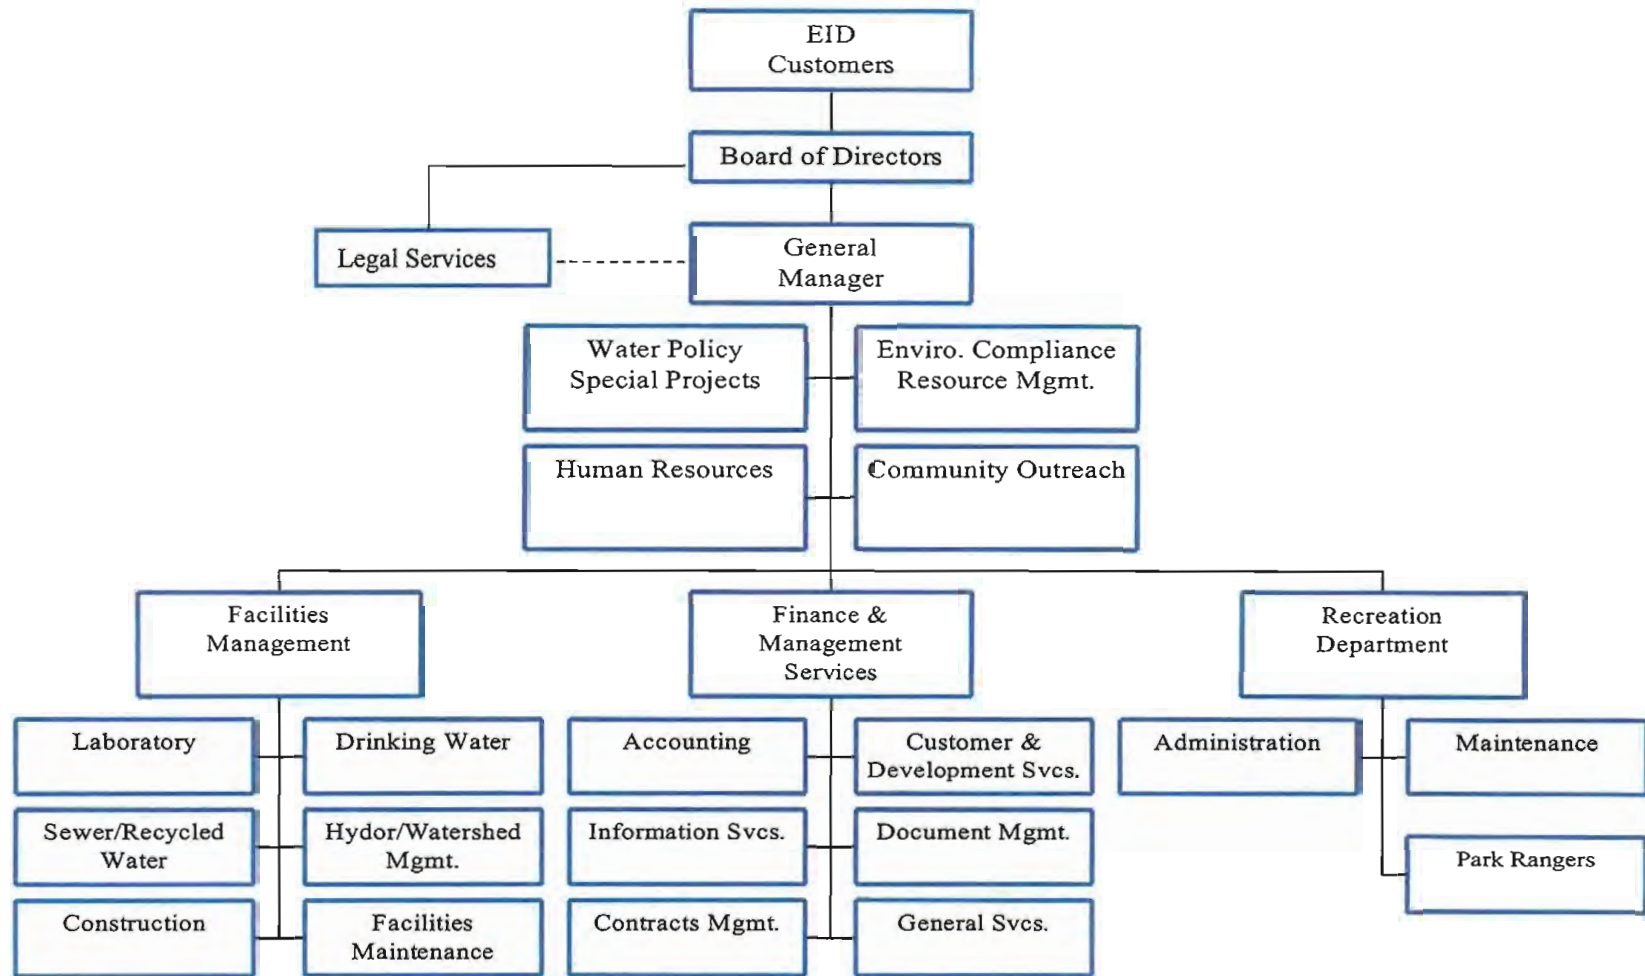 EID
Customers
Board of Directors
Legal Services
General
Manager
Water Policy
Special Projects
Enviro. Compliance
Resource Mgmt.
Human Resources
Community Outreach
Facilities
Management
Finance &
Management
Services
Recreation
Department
Laboratory
Drinking Water
Accounting
Customer &
Development Svcs.
Administration
Maintenance
Sewer/Recycled
Water
Hydor/Watershed
Mgmt.
Information Svcs.
Document Mgmt.
Park Rangers
Construction
Facilities
Maintenance
Contracts Mgmt.
General Svcs.